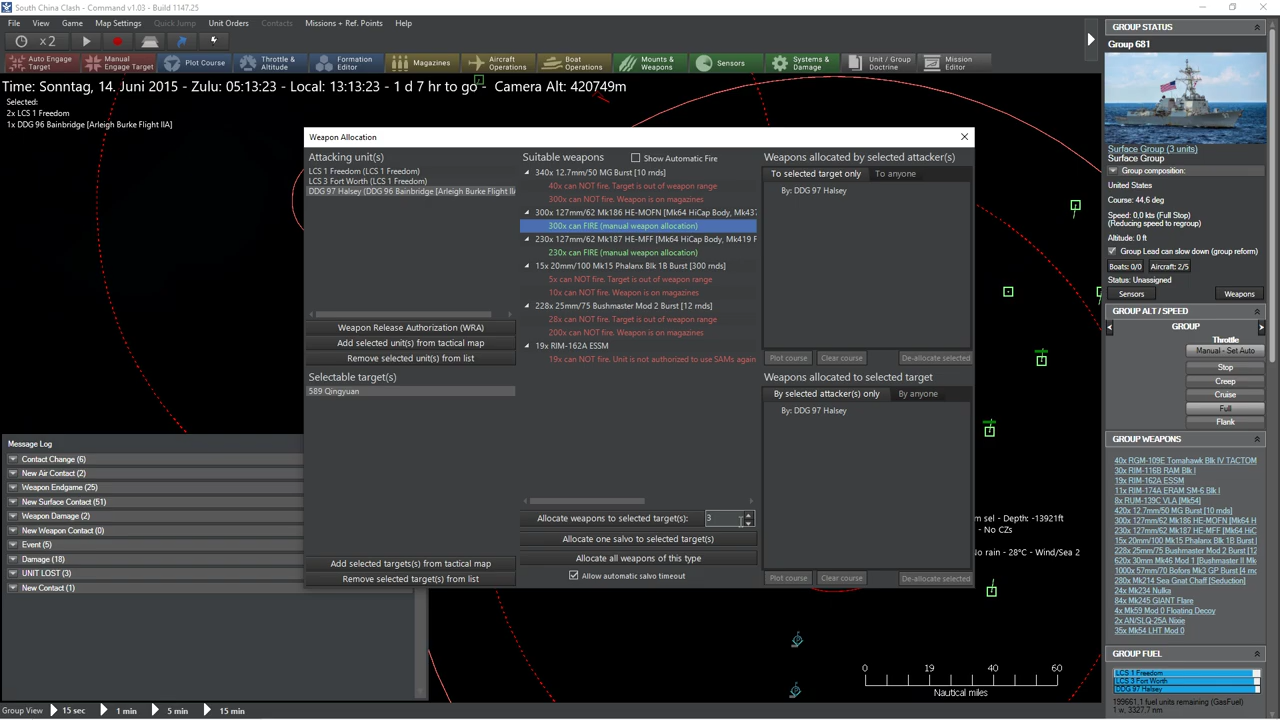 South China Clash - Command v1.03 - Build 1147.25
File View Game Map Settings Quick Jump Unit Orders Contacts Missions + Ref. Points Help
x 2
Auto Engage Target
Manual Engage Target
Plot Course
Throttle & Altitude
Formation Editor
Magazines
Aircraft Operations
Boat Operations
Mounts & Weapons
Sensors
Systems & Damage
Unit / Group Doctrine
Mission Editor
Time: Sonntag, 14. Juni 2015 - Zulu: 05:13:23 - Local: 13:13:23 - 1 d 7 hr to go - Camera Alt: 420749m
Selected:
2x LCS 1 Freedom
1x DDG 96 Bainbridge [Arleigh Burke Flight IIA]
Weapon Allocation
Attacking unit(s)
LCS 1 Freedom (LCS 1 Freedom)
LCS 3 Fort Worth (LCS 1 Freedom)
DDG 97 Halsey (DDG 96 Bainbridge [Arleigh Burke Flight II
Weapon Release Authorization (WRA)
Add selected unit(s) from tactical map
Remove selected unit(s) from list
Selectable target(s)
589 Qingyuan
Add selected targets(s) from tactical map
Remove selected target(s) from list
Suitable weapons
Show Automatic Fire
340x 12.7mm/50 MG Burst [10 rnds]
40x can NOT fire. Target is out of weapon range
300x can NOT fire. Weapon is on magazines
300x 127mm/62 Mk186 HE-MOFN [Mk64 HiCap Body, Mk437
300x can FIRE (manual weapon allocation)
230x 127mm/62 Mk187 HE-MFF [Mk64 HiCap Body, Mk419 F
230x can FIRE (manual weapon allocation)
15x 20mm/100 Mk15 Phalanx Blk 1B Burst [300 rnds]
5x can NOT fire. Target is out of weapon range
10x can NOT fire. Weapon is on magazines
228x 25mm/75 Bushmaster Mod 2 Burst [12 rnds]
28x can NOT fire. Target is out of weapon range
200x can NOT fire. Weapon is on magazines
19x RIM-162A ESSM
19x can NOT fire. Unit is not authorized to use SAMs again
Allocate weapons to selected target(s): 3
Allocate one salvo to selected target(s)
Allocate all weapons of this type
Allow automatic salvo timeout
Weapons allocated by selected attacker(s)
To selected target only To anyone
By: DDG 97 Halsey
Plot course Clear course De-allocate selected
Weapons allocated to selected target
By selected attacker(s) only By anyone
By: DDG 97 Halsey
Plot course Clear course De-allocate selected
m sel - Depth: -13921ft
- No CZs
No rain - 28°C - Wind/Sea 2
0 19 40 60
Nautical miles
Message Log
Contact Change (6)
New Air Contact (2)
Weapon Endgame (25)
New Surface Contact (51)
Weapon Damage (2)
New Weapon Contact (0)
Event (5)
Damage (18)
UNIT LOST (3)
New Contact (1)
Group View 15 sec 1 min 5 min 15 min
GROUP STATUS
Group 681
Surface Group (3 units)
Surface Group
Group composition:
United States
Course: 44,6 deg
Speed: 0,0 kts (Full Stop)
(Reducing speed to regroup)
Altitude: 0 ft
Group Lead can slow down (group reform)
Boats: 0/0 Aircraft: 2/5
Status: Unassigned
Sensors Weapons
GROUP ALT / SPEED
GROUP
Throttle
Manual - Set Auto
Stop
Creep
Cruise
Full
Flank
GROUP WEAPONS
40x RGM-109E Tomahawk Blk IV TACTOM
30x RIM-116B RAM Blk I
19x RIM-162A ESSM
11x RIM-174A ERAM SM-6 Blk I
8x RUM-139C VLA [Mk54]
420x 12.7mm/50 MG Burst [10 rnds]
300x 127mm/62 Mk186 HE-MOFN [Mk64 H
230x 127mm/62 Mk187 HE-MFF [Mk64 HiC
15x 20mm/100 Mk15 Phalanx Blk 1B Burst [
228x 25mm/75 Bushmaster Mod 2 Burst [12
620x 30mm Mk46 Mod 1 [Bushmaster II Mk
1000x 57mm/70 Bofors Mk3 GP Burst [4 rnd
280x Mk214 Sea Gnat Chaff [Seduction]
24x Mk234 Nulka
84x Mk245 GIANT Flare
4x Mk59 Mod 0 Floating Decoy
2x AN/SLQ-25A Nixie
35x Mk54 LHT Mod 0
GROUP FUEL
LCS 1 Freedom
LCS 3 Fort Worth
DDG 97 Halsey
199661.1 fuel units remaining (GasFuel)
1 w, 3327.7 nm